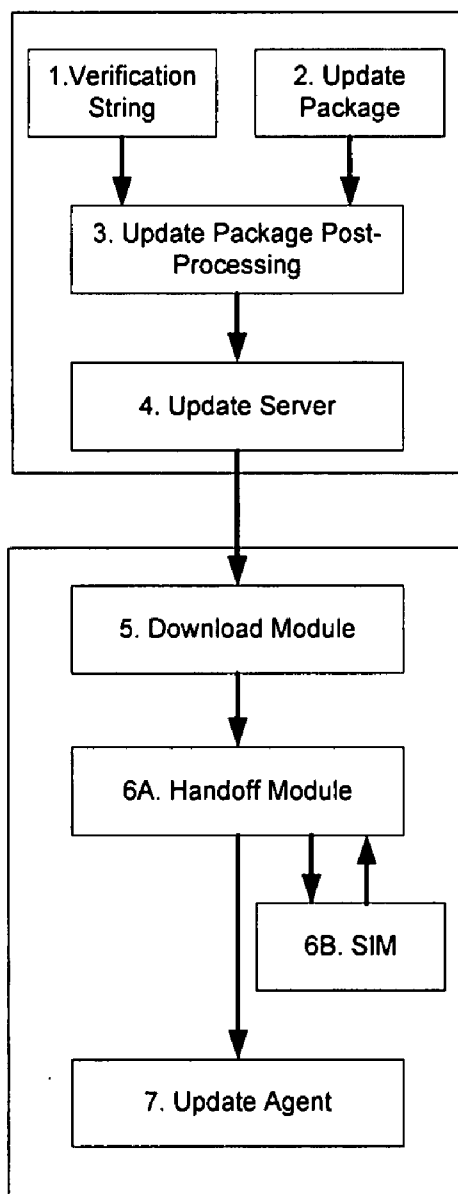 1.Verification
String
2. Update
Package
3. Update Package Post-
Processing
4. Update Server
5. Download Module
6A. Handoff Module
6B. SIM
7. Update Agent